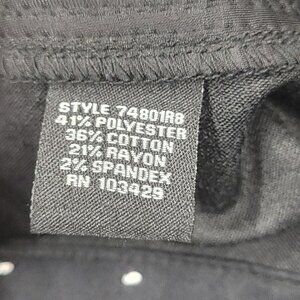 STYLE 74801R8
41% POLYESTER
36% COTTON
21% RAYON
2% SPANDEX
RN 103429